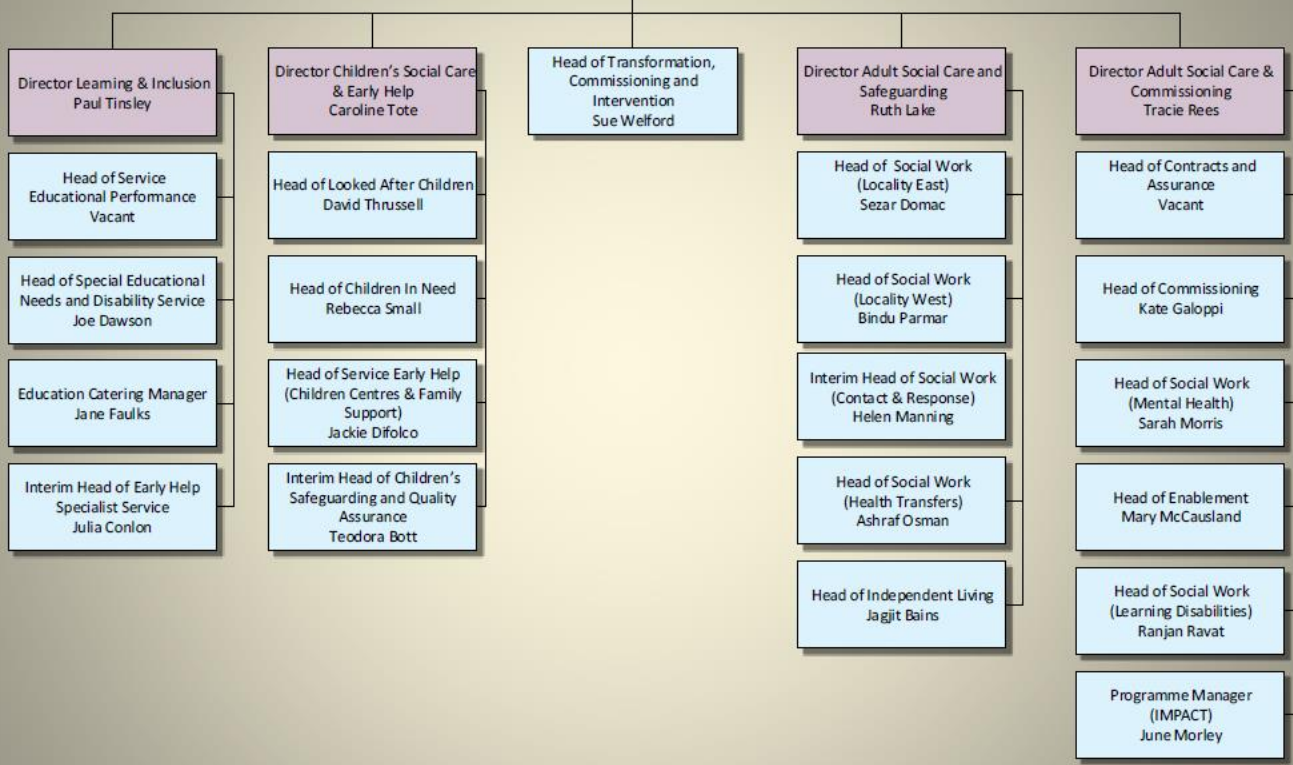 Director Learning & Inclusion
Paul Tinsley
Head of Service
Educational Performance
Vacant
Head of Special Educational
Needs and Disability Service
Joe Dawson
Education Catering Manager
Jane Faulks
Interim Head of Early Help
Specialist Service
Julia Conlon
Director Children's Social Care
& Early Help
Caroline Tote
Head of Looked After Children
David Thrussell
Head of Children In Need
Rebecca Small
Head of Service Early Help
(Children Centres & Family
Support)
Jackie Difolco
Interim Head of Children's
Safeguarding and Quality
Assurance
Teodora Bott
Head of Transformation,
Commissioning and
Intervention
Sue Welford
Director Adult Social Care and
Safeguarding
Ruth Lake
Head of Social Work
(Locality East)
Sezar Domac
Head of Social Work
(Locality West)
Bindu Parmar
Interim Head of Social Work
(Contact & Response)
Helen Manning
Head of Social Work
(Health Transfers)
Ashraf Osman
Head of Independent Living
Jagjit Bains
Director Adult Social Care &
Commissioning
Tracie Rees
Head of Contracts and
Assurance
Vacant
Head of Commissioning
Kate Galoppi
Head of Social Work
(Mental Health)
Sarah Morris
Head of Enablement
Mary McCausland
Head of Social Work
(Learning Disabilities)
Ranjan Ravat
Programme Manager
(IMPACT)
June Morley